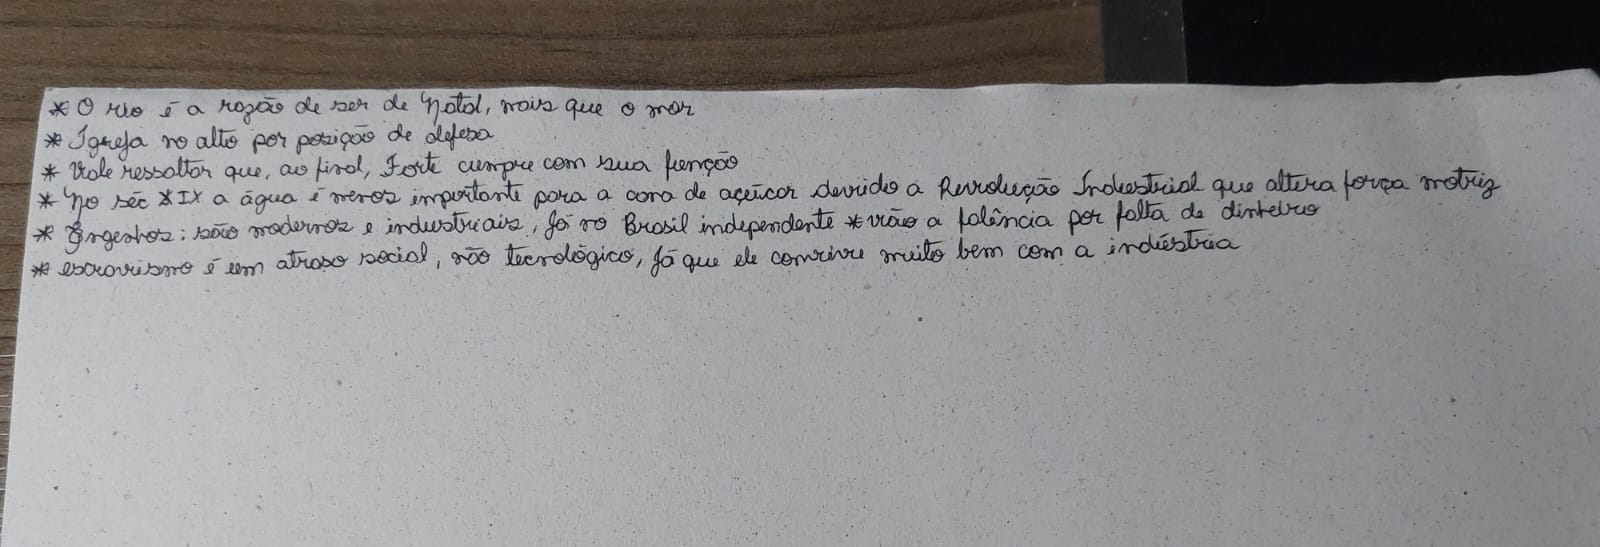 * O rio é a razão de ser de Natal, mais que o mar
* Igreja no alto por posição de defesa
* Vale ressaltar que, ao final, Forte cumpre com sua função
* No séc XIX a água é menos importante para a cana de açúcar devido a Revolução Industrial que altera força motriz
* Engenhos: são modernos e industriais, já no Brasil independente * vão a falência por falta de dinheiro
* escravismo é um atraso social, não tecnológico, já que ele convive muito bem com a indústria